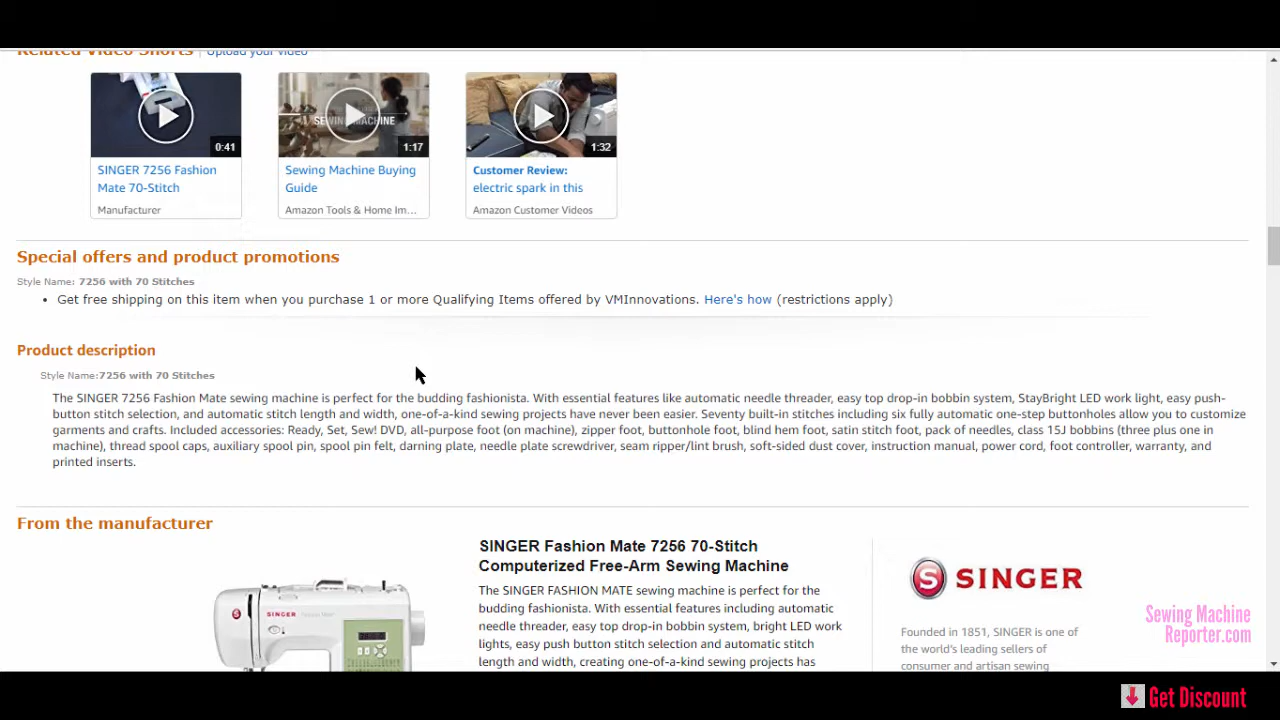 Related Video Shorts Upload your video
SEWING MACHINE
0:41
1:17
1:32
SINGER 7256 Fashion
Mate 70-Stitch
Manufacturer
Sewing Machine Buying
Guide
Amazon Tools & Home Im...
Customer Review:
electric spark in this
Amazon Customer Videos
Special offers and product promotions
Style Name: 7256 with 70 Stitches
• Get free shipping on this item when you purchase 1 or more Qualifying Items offered by VMInnovations. Here's how (restrictions apply)
Product description
Style Name:7256 with 70 Stitches
The SINGER 7256 Fashion Mate sewing machine is perfect for the budding fashionista. With essential features like automatic needle threader, easy top drop-in bobbin system, StayBright LED work light, easy push-
button stitch selection, and automatic stitch length and width, one-of-a-kind sewing projects have never been easier. Seventy built-in stitches including six fully automatic one-step buttonholes allow you to customize
garments and crafts. Included accessories: Ready, Set, Sew! DVD, all-purpose foot (on machine), zipper foot, buttonhole foot, blind hem foot, satin stitch foot, pack of needles, class 15J bobbins (three plus one in
machine), thread spool caps, auxiliary spool pin, spool pin felt, darning plate, needle plate screwdriver, seam ripper/lint brush, soft-sided dust cover, instruction manual, power cord, foot controller, warranty, and
printed inserts.
From the manufacturer
SINGER
SINGER Fashion Mate 7256 70-Stitch
Computerized Free-Arm Sewing Machine
The SINGER FASHION MATE sewing machine is perfect for the
budding fashionista. With essential features including automatic
needle threader, easy top drop-in bobbin system, bright LED work
lights, easy push button stitch selection and automatic stitch
length and width, creating one-of-a-kind sewing projects has
S SINGER
Founded in 1851, SINGER is one of
the world's leading sellers of
consumer and artisan sewing
Sewing Machine
Reporter.com
Get Discount